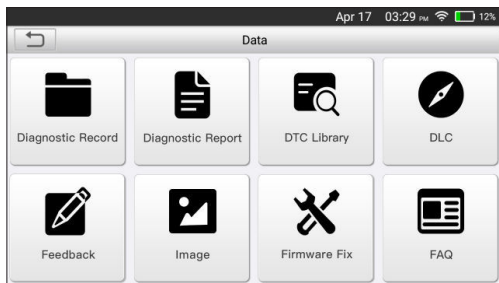 Apr 17 03:29 PM 12%
Data
Diagnostic Record
Diagnostic Report
DTC Library
DLC
Feedback
Image
Firmware Fix
FAQ